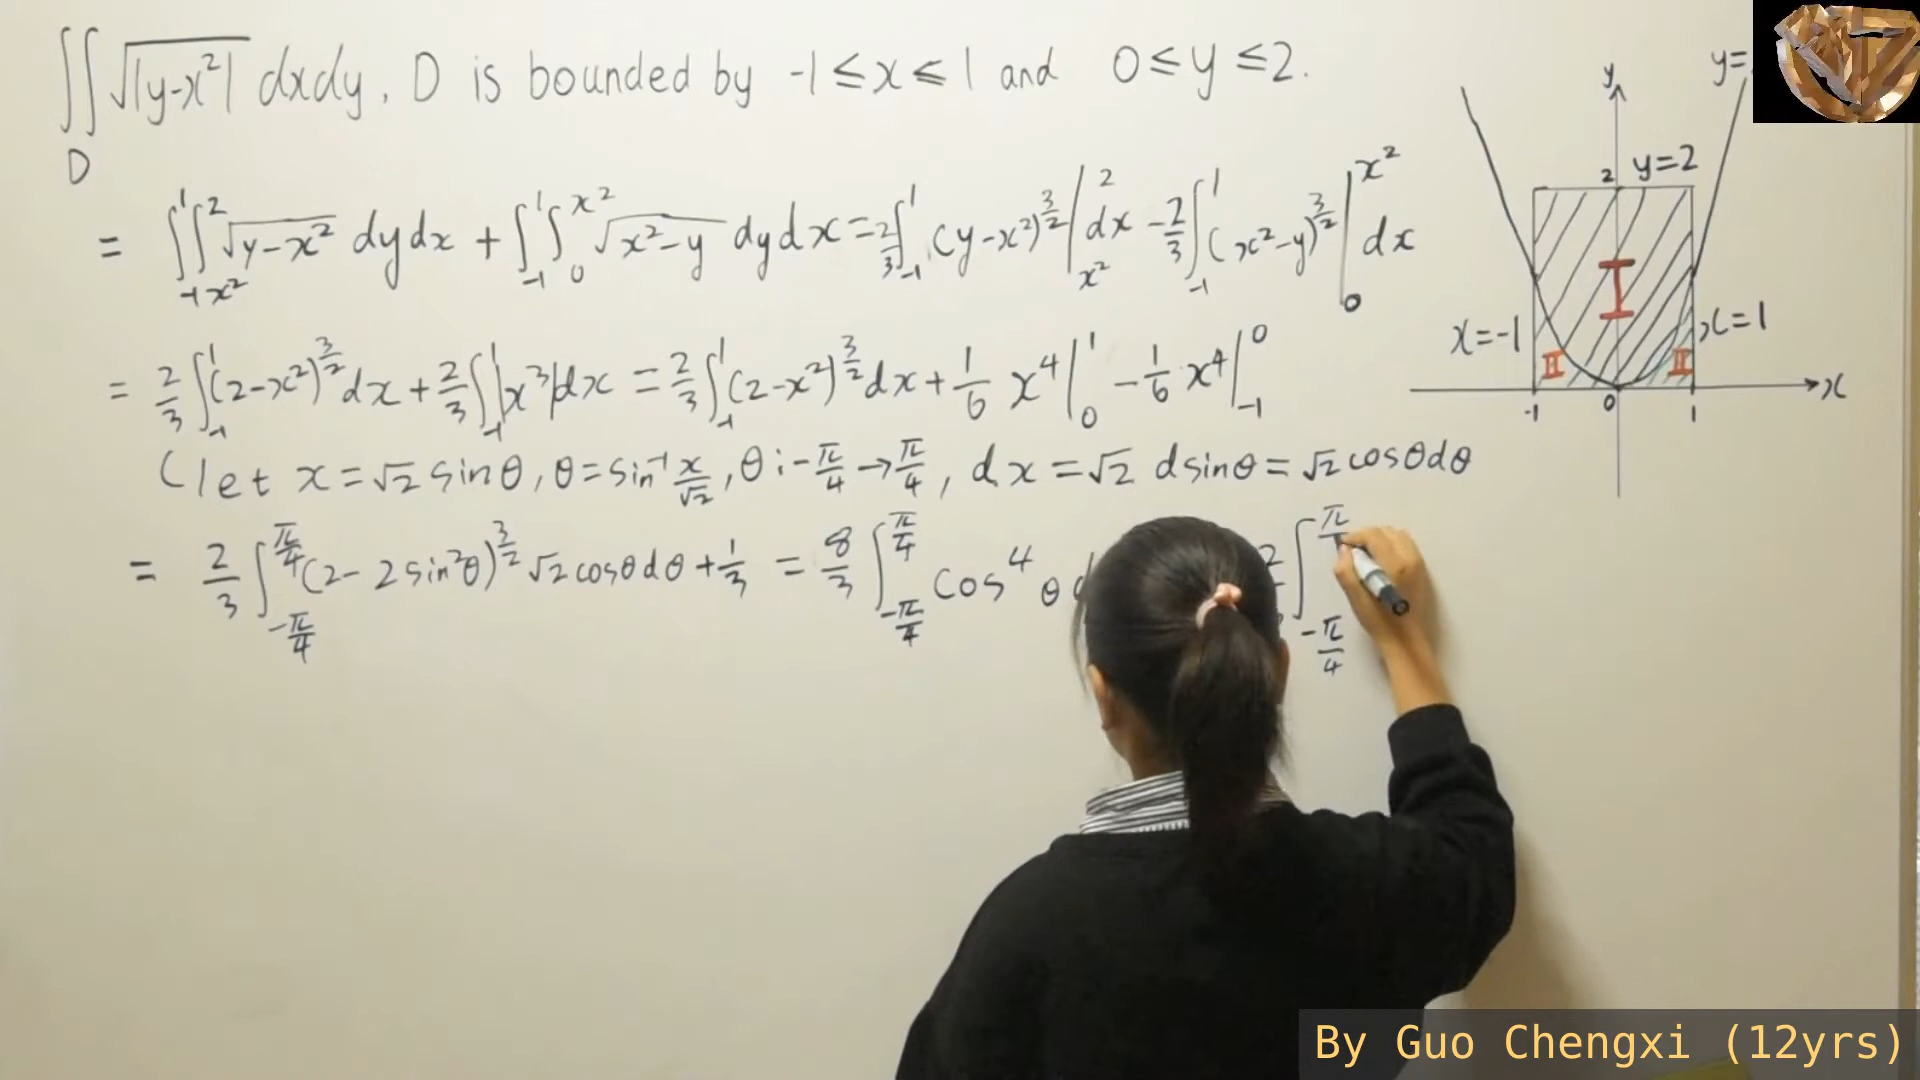 ∬ √|y-x²| dxdy, D is bounded by -1≤x≤1 and 0≤y≤2.
D
= ∫₋₁¹∫ₓ₂² √y-x² dydx + ∫₋₁¹∫₀^x² √x²-y dydx = 2/3 ∫₋₁¹ (y-x²)^3/2 |ₓ₂² dx - 2/3 ∫₋₁¹ (x²-y)^3/2 |₀^x² dx
= 2/3 ∫₋₁¹ (2-x²)^3/2 dx + 2/3 ∫₋₁¹ |x³|dx = 2/3 ∫₋₁¹ (2-x²)^3/2 dx + 1/6 x⁴ |₀¹ - 1/6 x⁴ |₋₁⁰
(let x = √2 sinθ, θ = sin⁻¹ x/√2, θ: -π/4 → π/4, dx = √2 dsinθ = √2 cosθdθ
= 2/3 ∫_-π/4^π/4 (2-2sin²θ)^3/2 √2 cosθdθ + 1/3 = 8/3 ∫_-π/4^π/4 cos⁴θ ∫_-π/4^π
y
y=
2
y=2
I
x=-1
x=1
II
II
x
-1
0
1
By Guo Chengxi (12yrs)